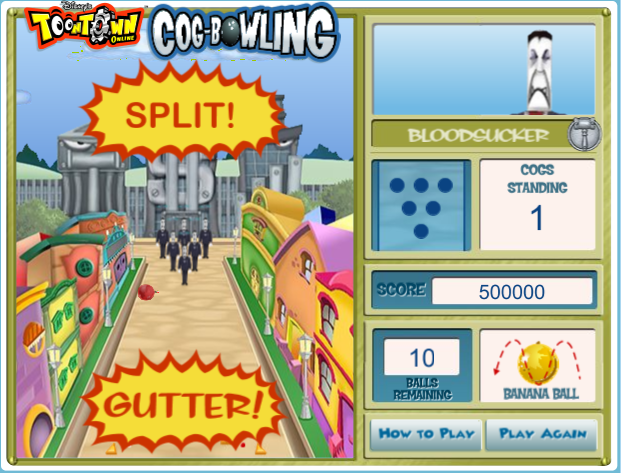 Disney's
TOONTOWN
ONLINE
COG-BOWLING
SPLIT!
GUTTER!
BLOODSUCKER
COGS
STANDING
1
SCORE 500000
10
BALLS
REMAINING
BANANA BALL
HOW TO PLAY
PLAY AGAIN